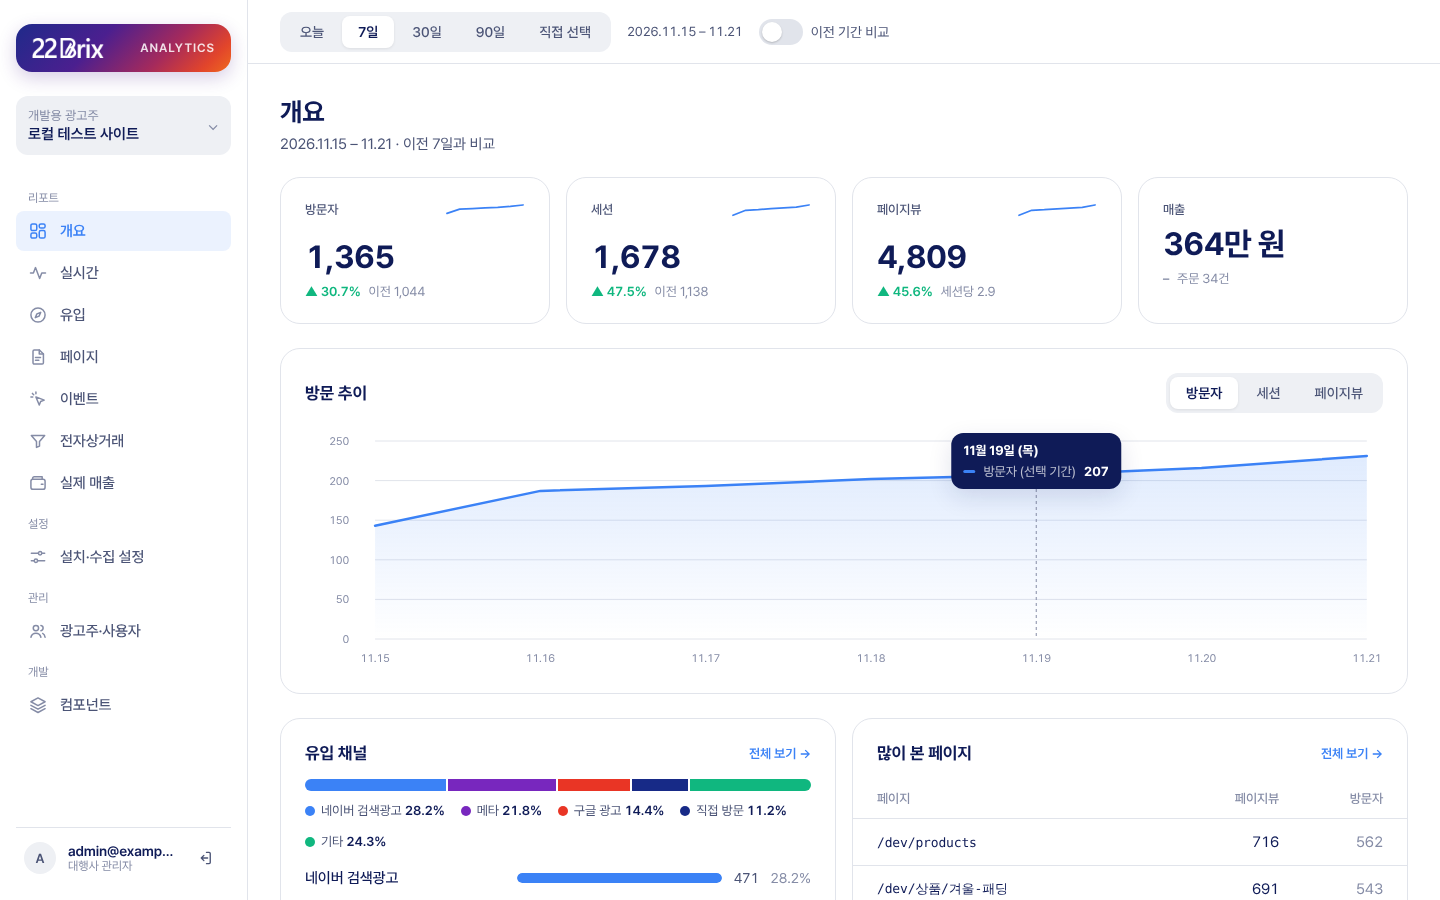 22Brix ANALYTICS
개발용 광고주
로컬 테스트 사이트
리포트
개요
실시간
유입
페이지
이벤트
전자상거래
실제 매출
설정
설치·수집 설정
관리
광고주·사용자
개발
컴포넌트
A
admin@examp...
대행사 관리자
오늘 7일 30일 90일 직접 선택 2026.11.15 – 11.21 이전 기간 비교
개요
2026.11.15 – 11.21 · 이전 7일과 비교
방문자
1,365
▲ 30.7% 이전 1,044
세션
1,678
▲ 47.5% 이전 1,138
페이지뷰
4,809
▲ 45.6% 세션당 2.9
매출
364만 원
– 주문 34건
방문 추이
방문자 세션 페이지뷰
250
200
150
100
50
0
11월 19일 (목)
방문자 (선택 기간) 207
11.15 11.16 11.17 11.18 11.19 11.20 11.21
유입 채널 전체 보기 →
네이버 검색광고 28.2% 메타 21.8% 구글 광고 14.4% 직접 방문 11.2%
기타 24.3%
네이버 검색광고 471 28.2%
많이 본 페이지 전체 보기 →
페이지 페이지뷰 방문자
/dev/products 716 562
/dev/상품/겨울-패딩 691 543